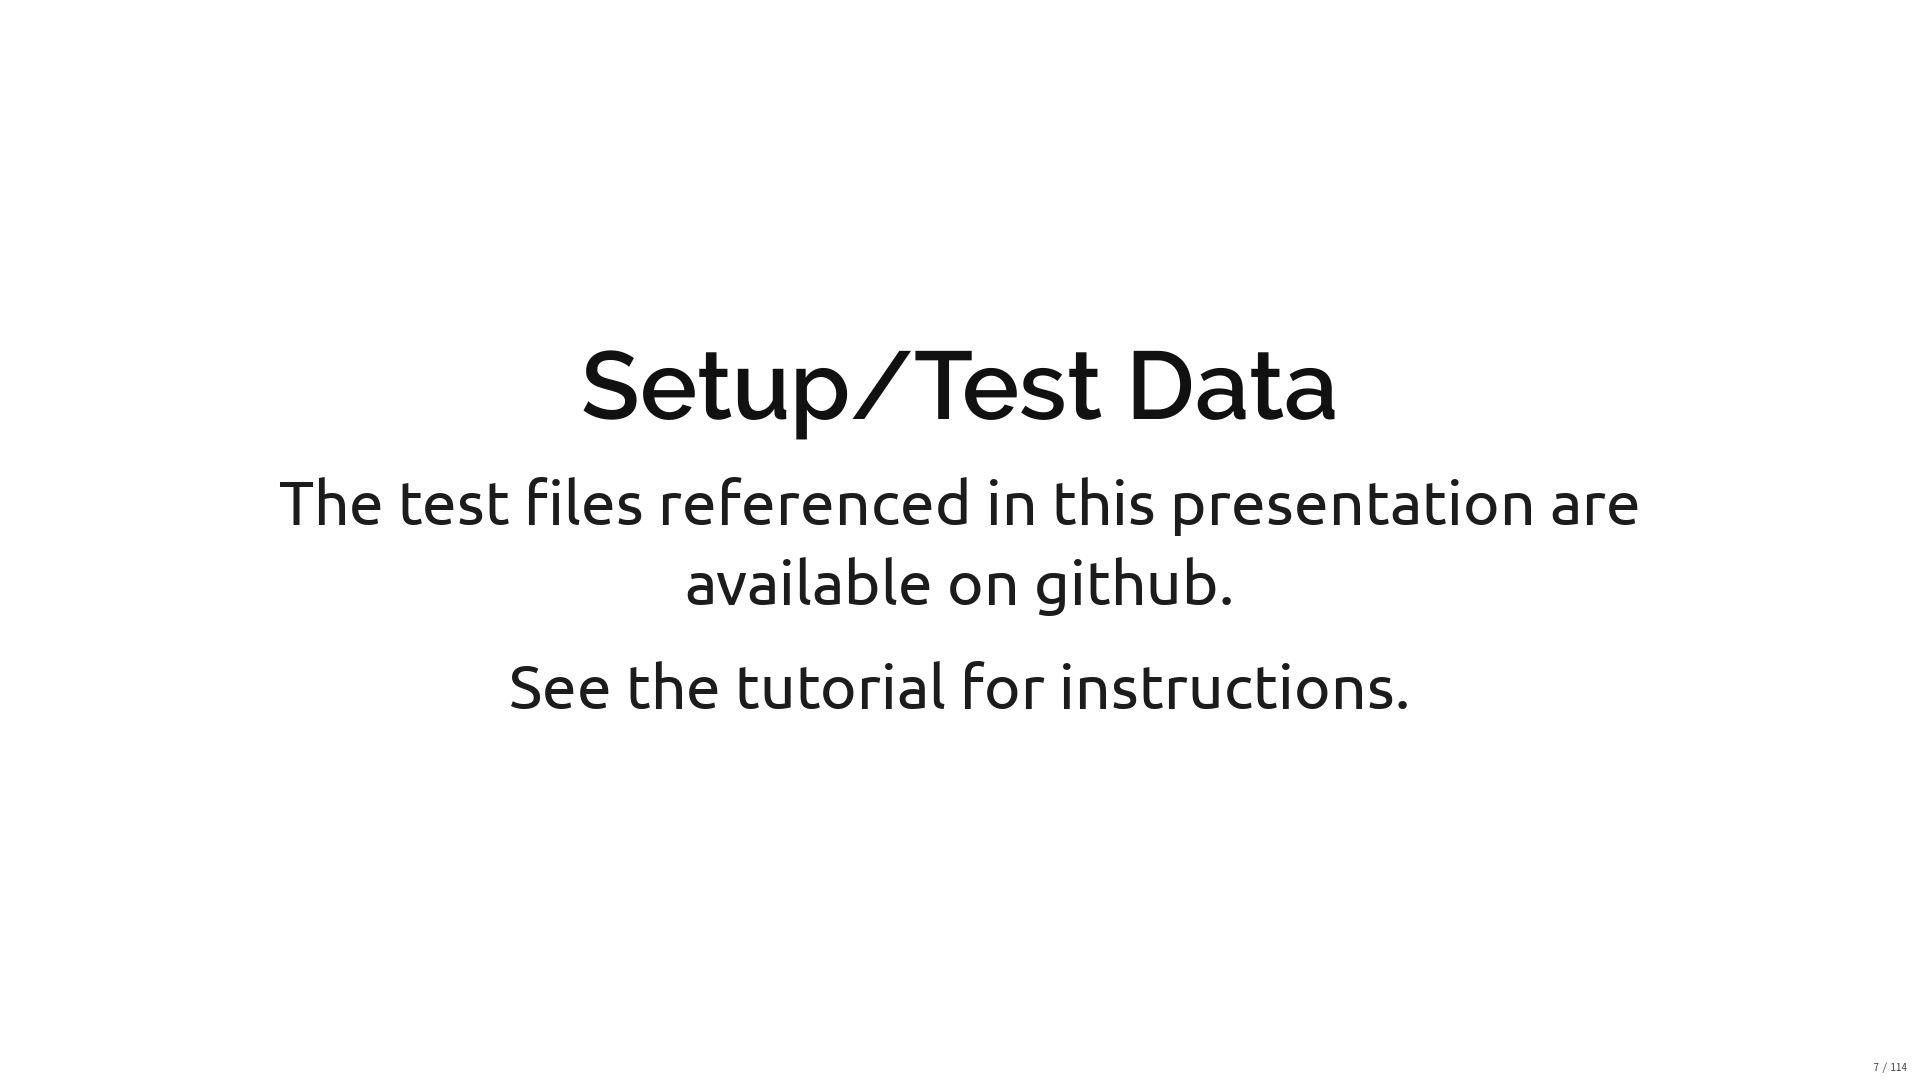 Setup/Test Data
The test files referenced in this presentation are
available on github.
See the tutorial for instructions.
7 / 114